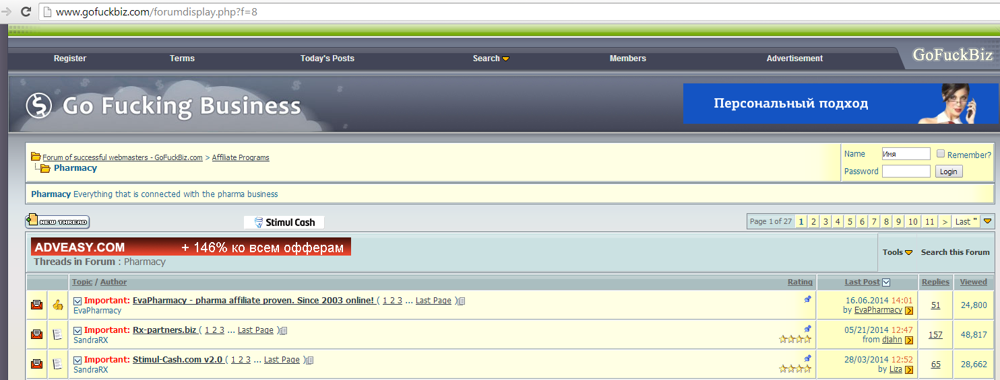 www.gofuckbiz.com/forumdisplay.php?f=8
Register Terms Today's Posts Search Members Advertisement GoFuckBiz
Go Fucking Business
Персональный подход
Forum of successful webmasters - GoFuckBiz.com > Affiliate Programs
Pharmacy
Name Имя Remember?
Password Login
Pharmacy Everything that is connected with the pharma business
NEW THREAD
Stimul Cash
Page 1 of 27 1 2 3 4 5 6 7 8 9 10 11 > Last "
ADVEASY.COM + 146% ко всем офферам
Threads in Forum : Pharmacy
Tools Search this Forum
Topic / Author Rating Last Post Replies Viewed
Important: EvaPharmacy - pharma affiliate proven. Since 2003 online! ( 1 2 3 ... Last Page )
EvaPharmacy
16.06.2014 14:01
by EvaPharmacy
51
24,800
Important: Rx-partners.biz ( 1 2 3 ... Last Page )
SandraRX
05/21/2014 12:47
from djahn
157
48,817
Important: Stimul-Cash.com v2.0 ( 1 2 3 ... Last Page )
SandraRX
28/03/2014 12:52
by Liza
65
28,662